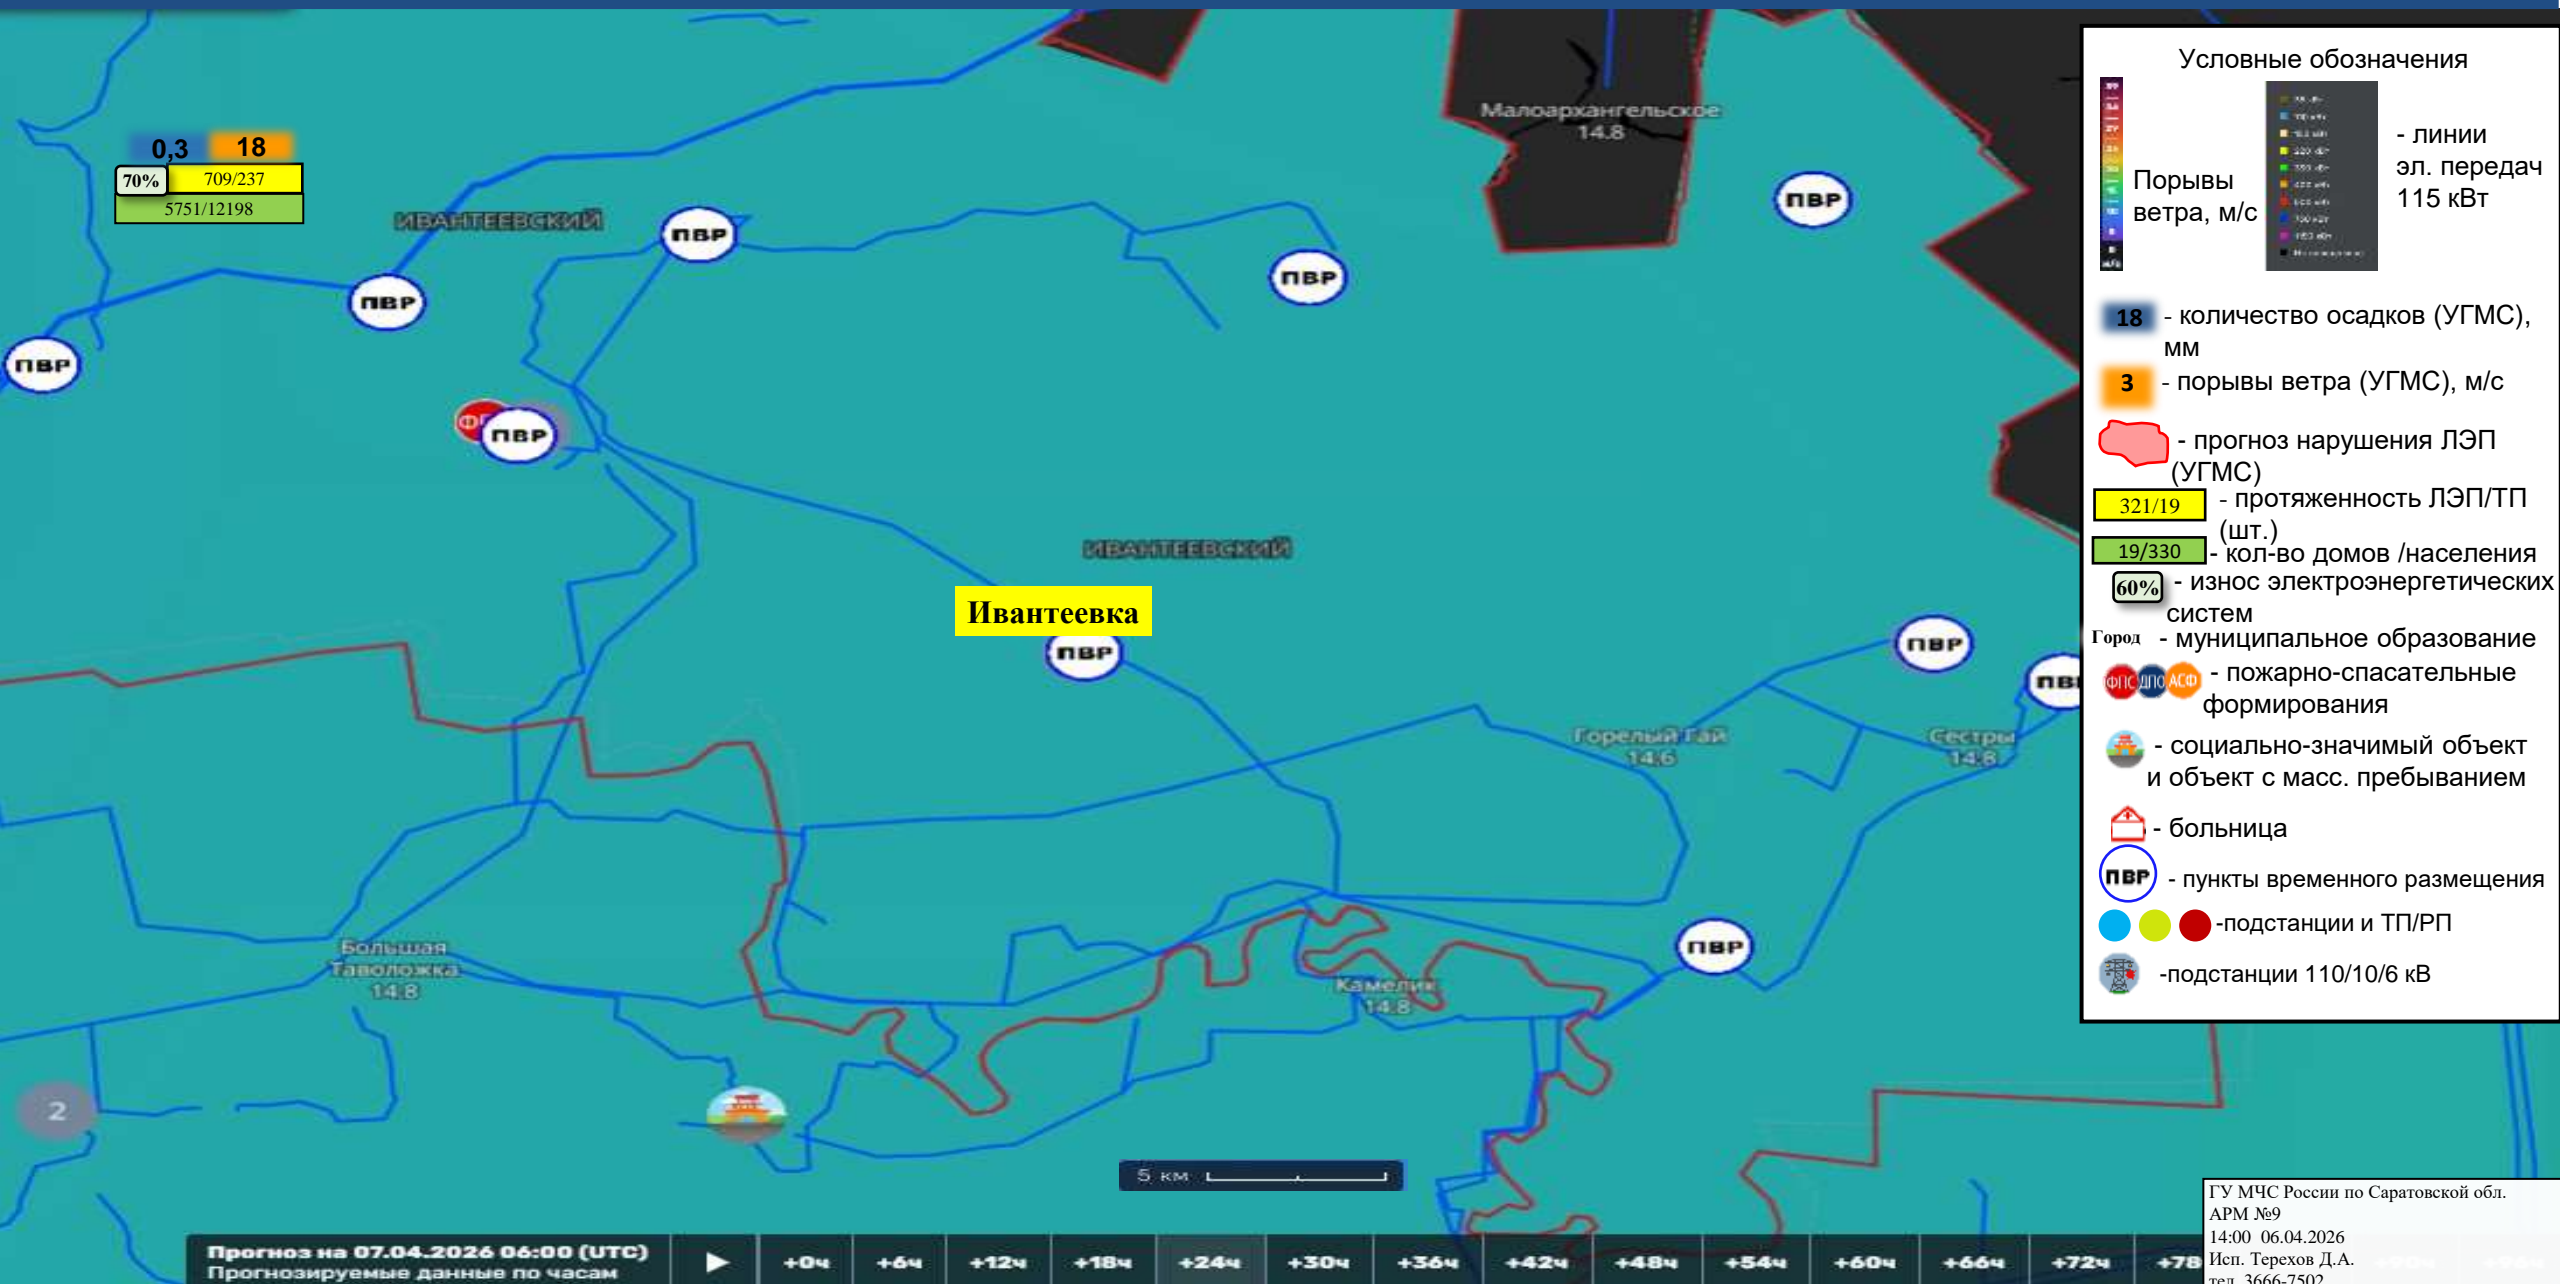 0,3 18
70% 709/237
5751/12198
ИВАНТЕЕВСКИЙ
ПВР
ПВР
ПВР
ПВР
ПВР
ПВР
Малоархангельское
14.8
ИВАНТЕЕВСКИЙ
Ивантеевка
ПВР
ПВР
Горелый Гай
14.6
Сестры
14.8
ПВР
Большая
Таволожка
14.8
Камелик
14.8
2
5 км
Прогноз на 07.04.2026 06:00 (UTC)
Прогнозируемые данные по часам
+0ч +6ч +12ч +18ч +24ч +30ч +36ч +42ч +48ч +54ч +60ч +66ч +72ч +78
Условные обозначения
Порывы
ветра, м/с
- линии
эл. передач
115 кВт
18 - количество осадков (УГМС),
мм
3 - порывы ветра (УГМС), м/с
- прогноз нарушения ЛЭП
(УГМС)
321/19 - протяженность ЛЭП/ТП
(шт.)
19/330 - кол-во домов /населения
60% - износ электроэнергетических
систем
Город - муниципальное образование
ФПС ДПО АСФ - пожарно-спасательные
формирования
- социально-значимый объект
и объект с масс. пребыванием
- больница
ПВР - пункты временного размещения
-подстанции и ТП/РП
-подстанции 110/10/6 кВ
ГУ МЧС России по Саратовской обл.
АРМ №9
14:00 06.04.2026
Исп. Терехов Д.А.
тел. 3666-7502